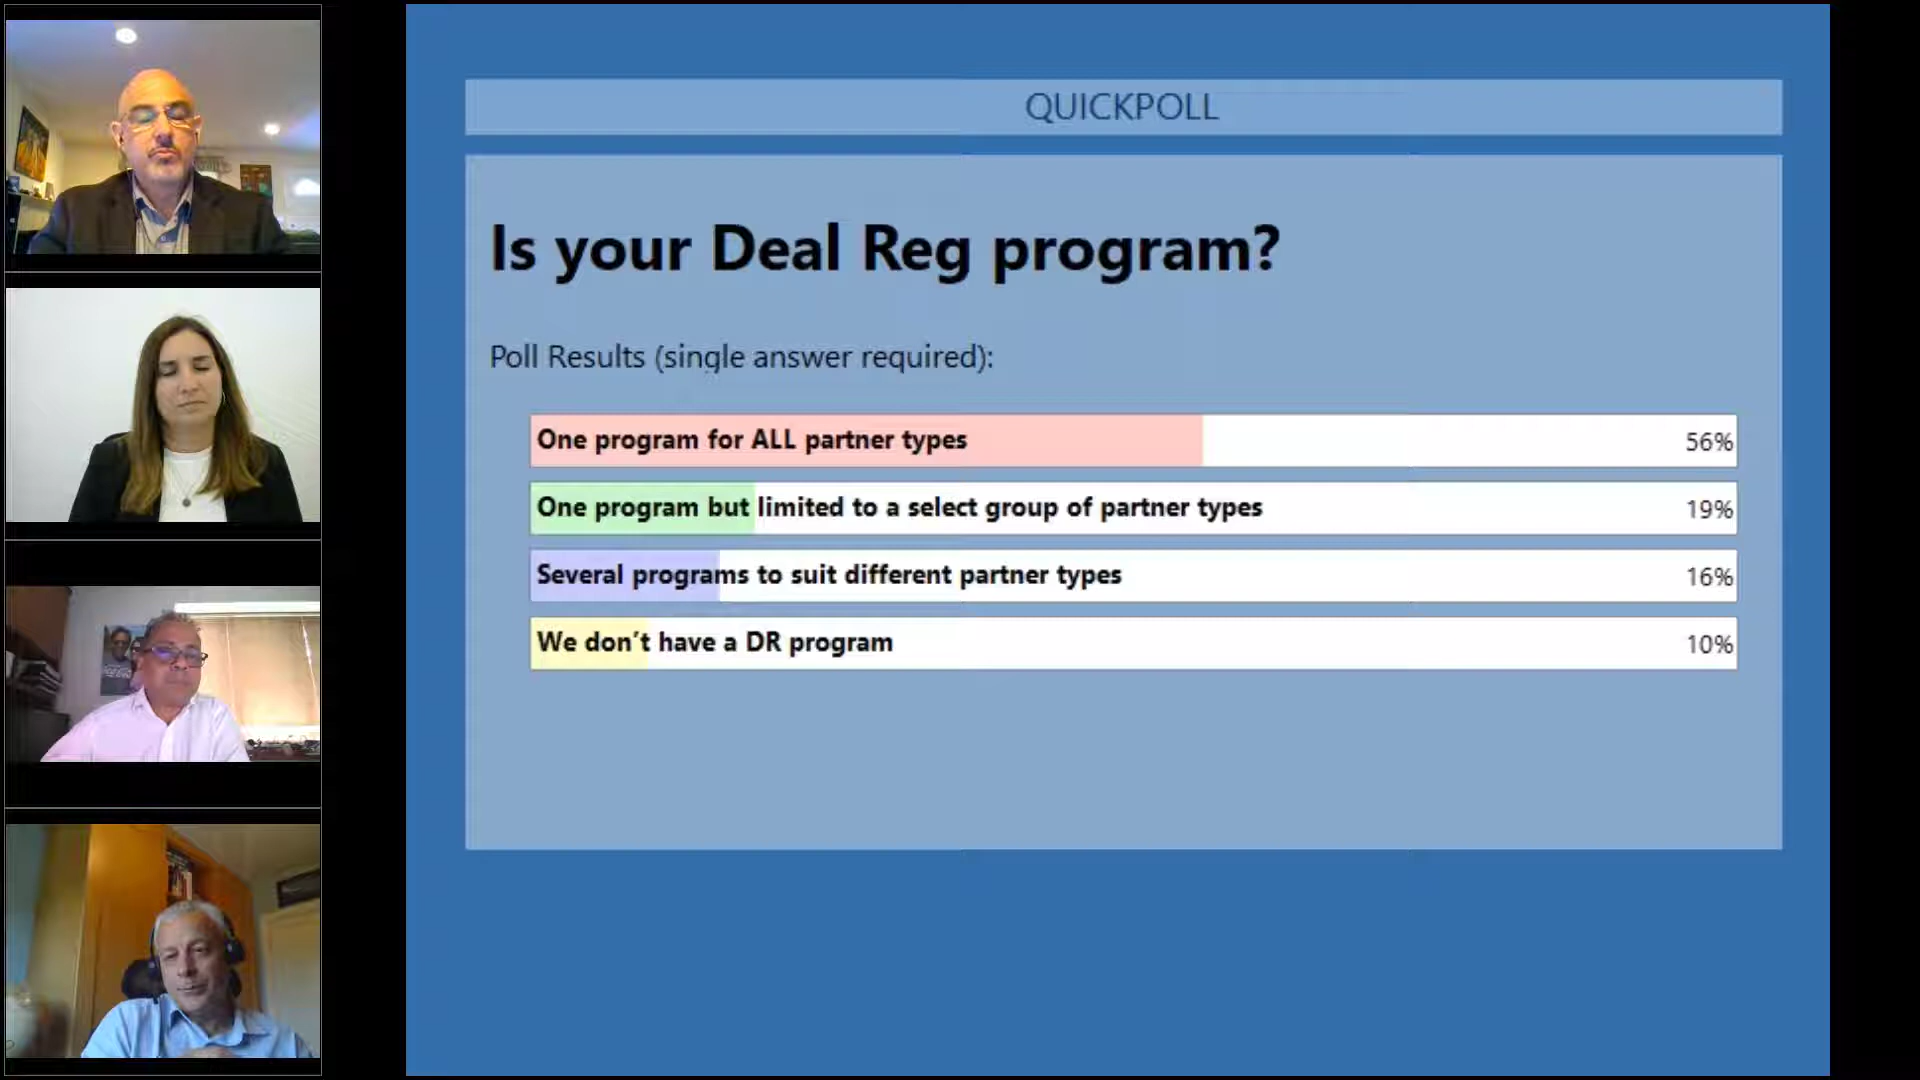 QUICKPOLL
Is your Deal Reg program?
Poll Results (single answer required):
One program for ALL partner types 56%
One program but limited to a select group of partner types 19%
Several programs to suit different partner types 16%
We don’t have a DR program 10%